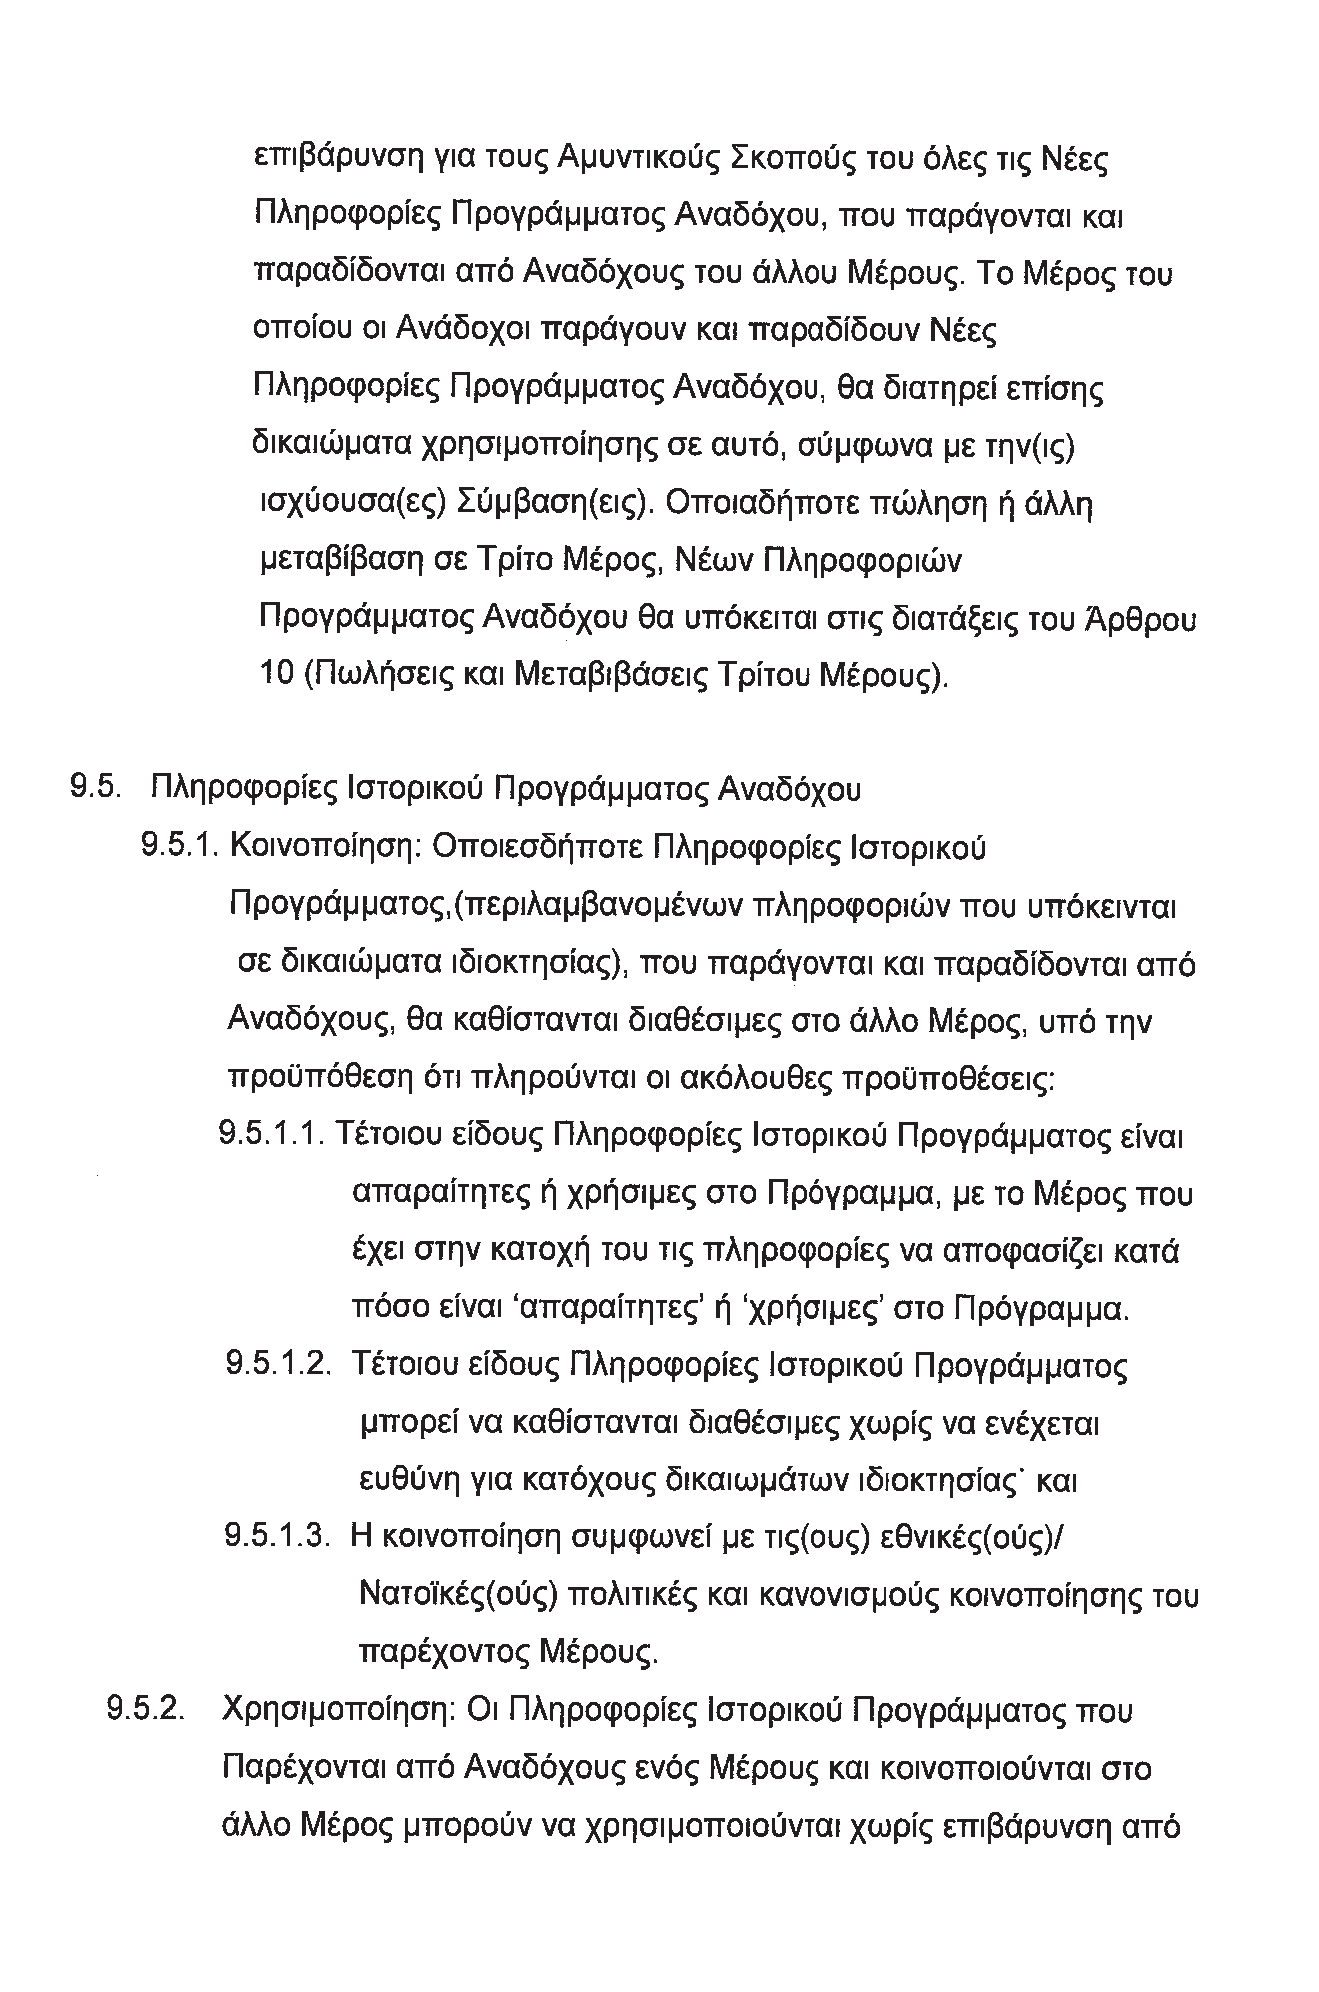 επιβάρυνση για τους Αμυντικούς Σκοπούς του όλες τις Νέες
Πληροφορίες Προγράμματος Αναδόχου, που παράγονται και
παραδίδονται από Αναδόχους του άλλου Μέρους. Το Μέρος του
οποίου οι Ανάδοχοι παράγουν και παραδίδουν Νέες
Πληροφορίες Προγράμματος Αναδόχου, θα διατηρεί επίσης
δικαιώματα χρησιμοποίησης σε αυτό, σύμφωνα με την(ις)
ισχύουσα(ες) Σύμβαση(εις). Οποιαδήποτε πώληση ή άλλη
μεταβίβαση σε Τρίτο Μέρος, Νέων Πληροφοριών
Προγράμματος Αναδόχου θα υπόκειται στις διατάξεις του Άρθρου
10 (Πωλήσεις και Μεταβιβάσεις Τρίτου Μέρους).
9.5. Πληροφορίες Ιστορικού Προγράμματος Αναδόχου
9.5.1. Κοινοποίηση: Οποιεσδήποτε Πληροφορίες Ιστορικού
Προγράμματος,(περιλαμβανομένων πληροφοριών που υπόκεινται
σε δικαιώματα ιδιοκτησίας), που παράγονται και παραδίδονται από
Αναδόχους, θα καθίστανται διαθέσιμες στο άλλο Μέρος, υπό την
προϋπόθεση ότι πληρούνται οι ακόλουθες προϋποθέσεις:
9.5.1.1. Τέτοιου είδους Πληροφορίες Ιστορικού Προγράμματος είναι
απαραίτητες ή χρήσιμες στο Πρόγραμμα, με το Μέρος που
έχει στην κατοχή του τις πληροφορίες να αποφασίζει κατά
πόσο είναι ‘απαραίτητες’ ή ‘χρήσιμες’ στο Πρόγραμμα.
9.5.1.2. Τέτοιου είδους Πληροφορίες Ιστορικού Προγράμματος
μπορεί να καθίστανται διαθέσιμες χωρίς να ενέχεται
ευθύνη για κατόχους δικαιωμάτων ιδιοκτησίας˙ και
9.5.1.3. Η κοινοποίηση συμφωνεί με τις(ους) εθνικές(ούς)/
Νατοϊκές(ούς) πολιτικές και κανονισμούς κοινοποίησης του
παρέχοντος Μέρους.
9.5.2. Χρησιμοποίηση: Οι Πληροφορίες Ιστορικού Προγράμματος που
Παρέχονται από Αναδόχους ενός Μέρους και κοινοποιούνται στο
άλλο Μέρος μπορούν να χρησιμοποιούνται χωρίς επιβάρυνση από